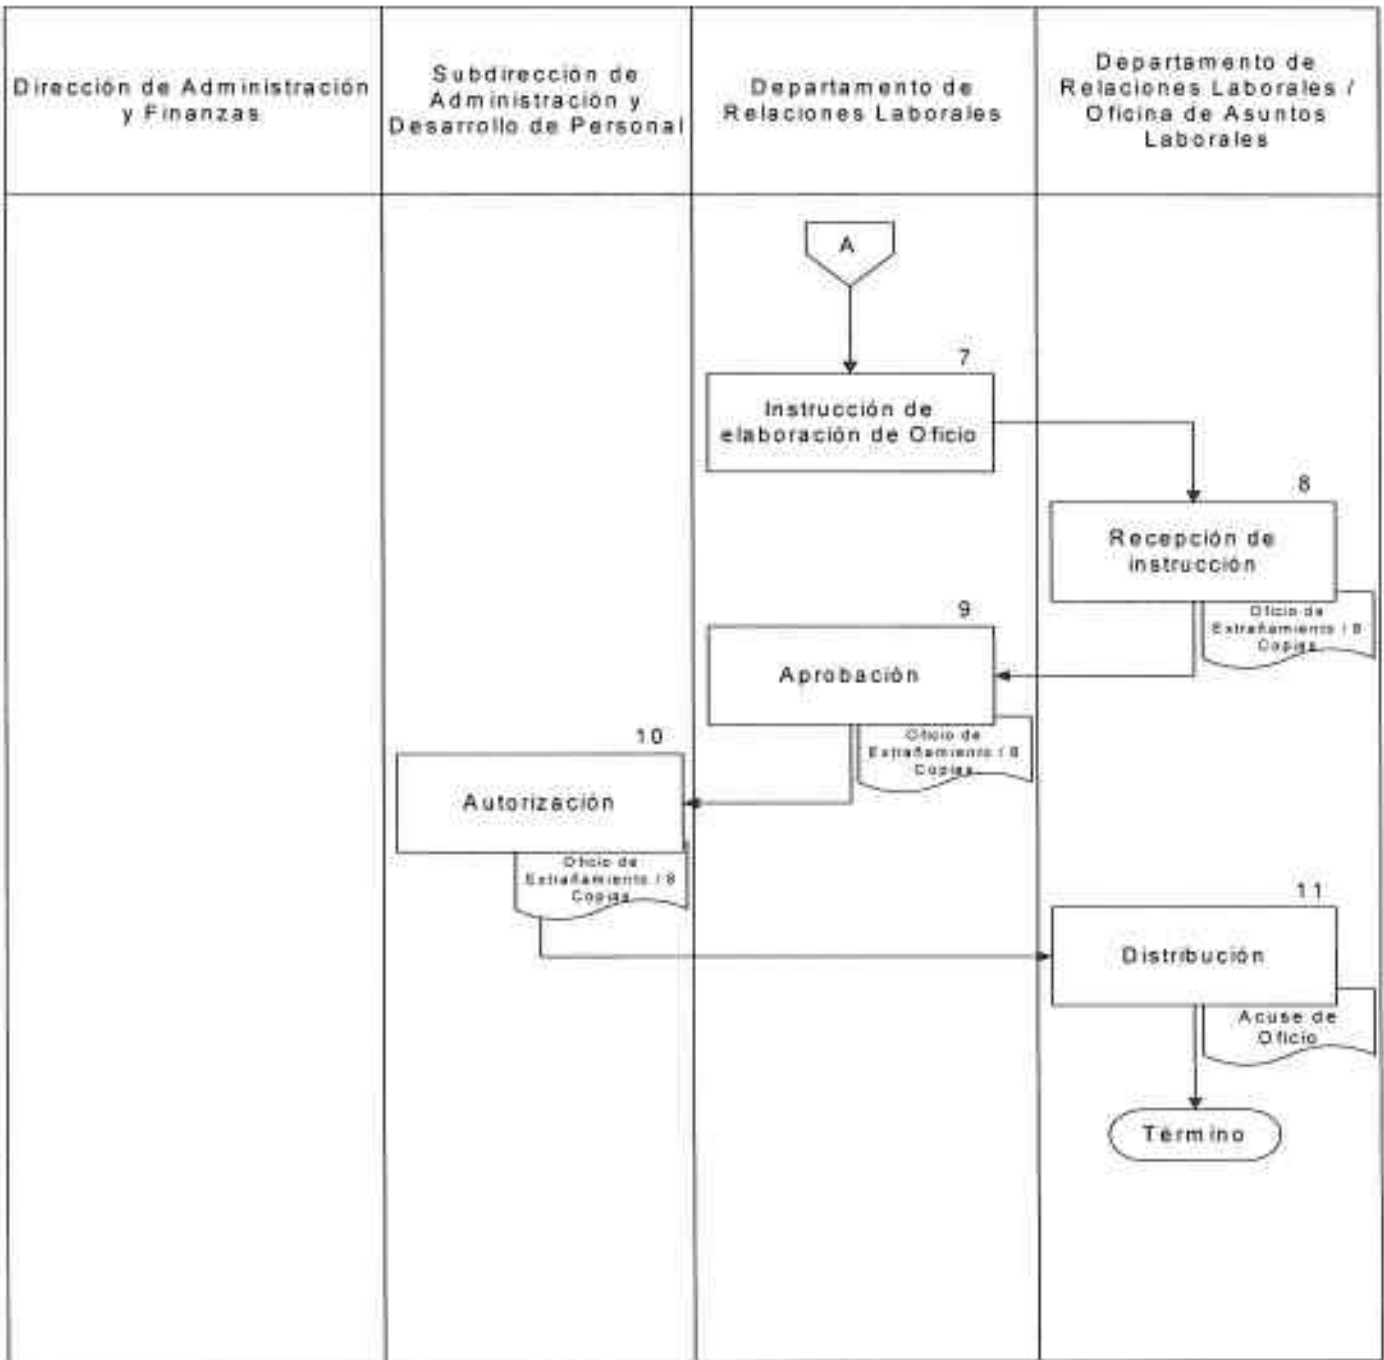 Dirección de Administración
y Finanzas
Subdirección de
Administración y
Desarrollo de Personal
Departamento de
Relaciones Laborales
Departamento de
Relaciones Laborales /
Oficina de Asuntos
Laborales
A
7
Instrucción de
elaboración de Oficio
8
Recepción de
instrucción
Oficio de
Extrañamiento / 8
Copias
9
Aprobación
Oficio de
Extrañamiento / 8
Copias
10
Autorización
Oficio de
Extrañamiento / 8
Copias
11
Distribución
Acuse de
Oficio
Término